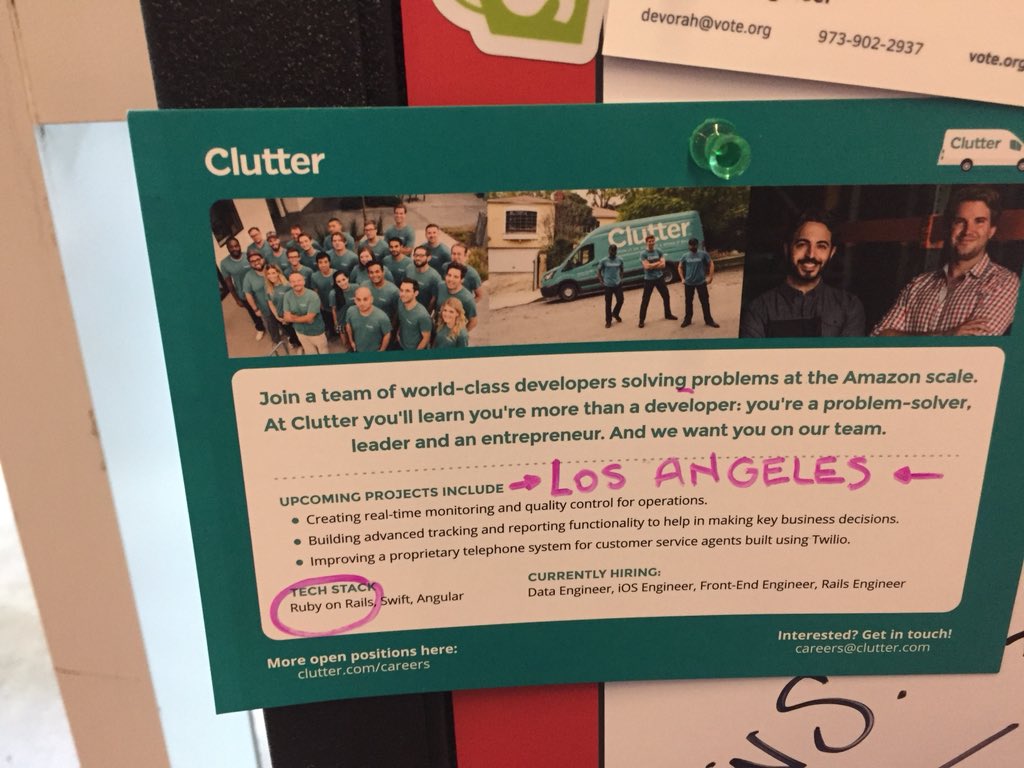 devorah@vote.org 973-902-2937 vote.org
Clutter
Clutter
Clutter
Join a team of world-class developers solving problems at the Amazon scale.
At Clutter you'll learn you're more than a developer: you're a problem-solver,
leader and an entrepreneur. And we want you on our team.
UPCOMING PROJECTS INCLUDE → LOS ANGELES ←
• Creating real-time monitoring and quality control for operations.
• Building advanced tracking and reporting functionality to help in making key business decisions.
• Improving a proprietary telephone system for customer service agents built using Twilio.
TECH STACK
Ruby on Rails, Swift, Angular
CURRENTLY HIRING:
Data Engineer, iOS Engineer, Front-End Engineer, Rails Engineer
More open positions here:
clutter.com/careers
Interested? Get in touch!
careers@clutter.com